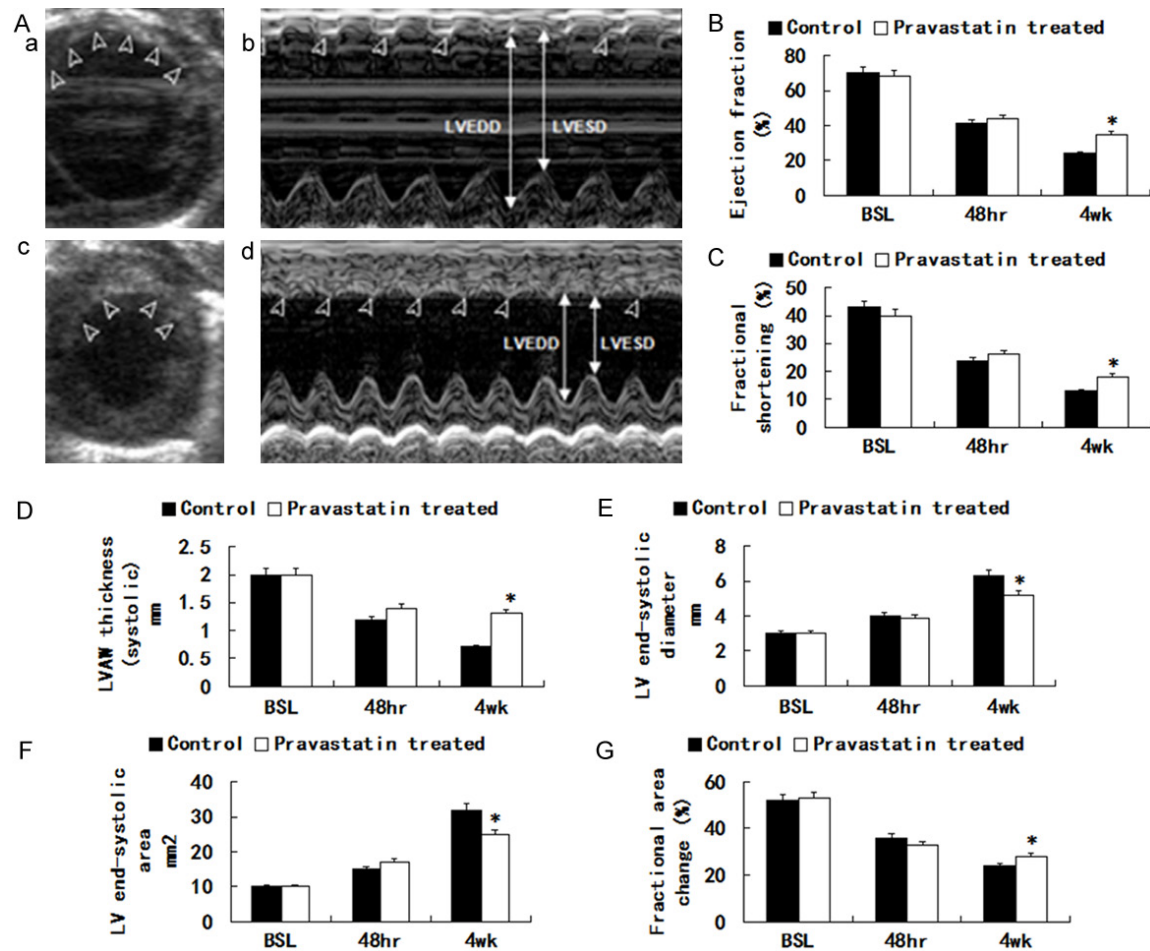 A
a
b
LVEDD
LVESD
c
d
LVEDD
LVESD
B
Control Pravastatin treated
Ejection fraction
(%)
80
60
40
20
0
*
BSL 48hr 4wk
C
Control Pravastatin treated
Fractional
shortening (%)
50
40
30
20
10
0
*
BSL 48hr 4wk
D
Control Pravastatin treated
LVAW thickness
(systolic)
mm
2.5
2
1.5
1
0.5
0
*
BSL 48hr 4wk
E
Control Pravastatin treated
LV end-systolic
diameter
mm
8
6
4
2
0
*
BSL 48hr 4wk
F
Control Pravastatin treated
LV end-systolic
area
mm2
40
30
20
10
0
*
BSL 48hr 4wk
G
Control Pravastatin treated
Fractional area
change (%)
60
40
20
0
*
BSL 48hr 4wk